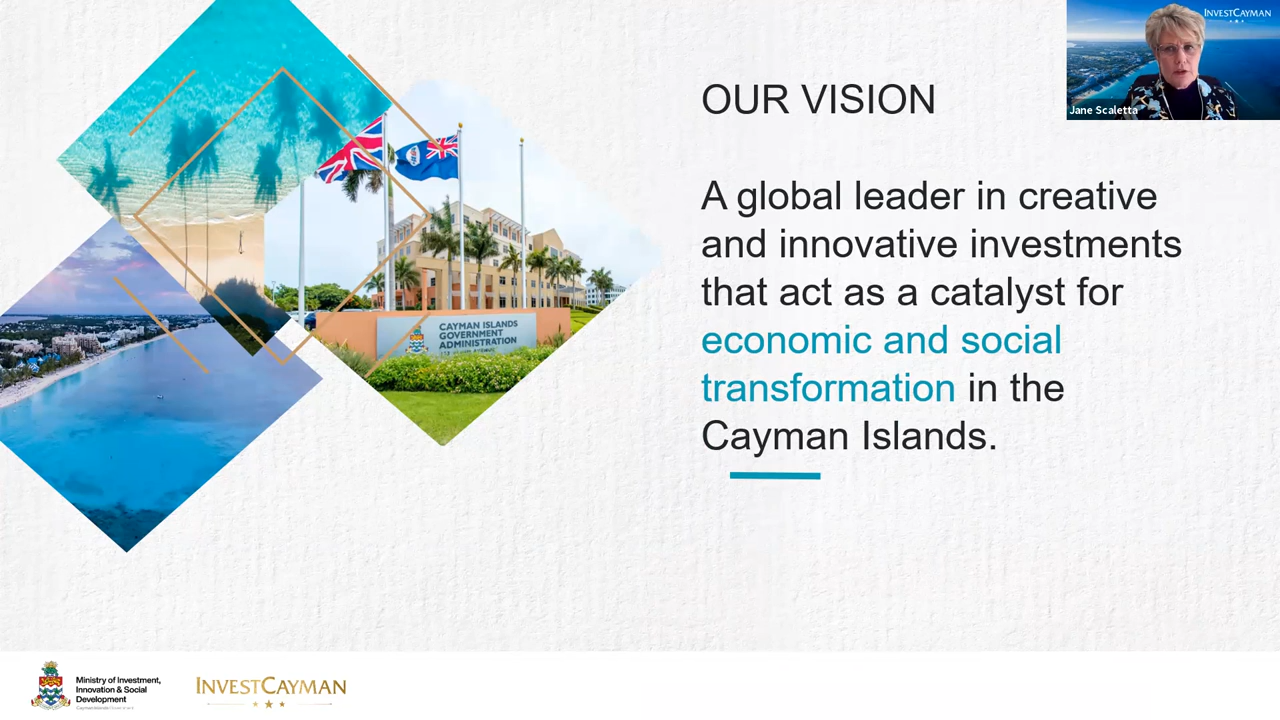 OUR VISION
A global leader in creative
and innovative investments
that act as a catalyst for
economic and social
transformation in the
Cayman Islands.
INVESTCAYMAN
Jane Scaletta
CAYMAN ISLANDS
GOVERNMENT
ADMINISTRATION
Ministry of Investment,
Innovation & Social
Development
INVESTCAYMAN